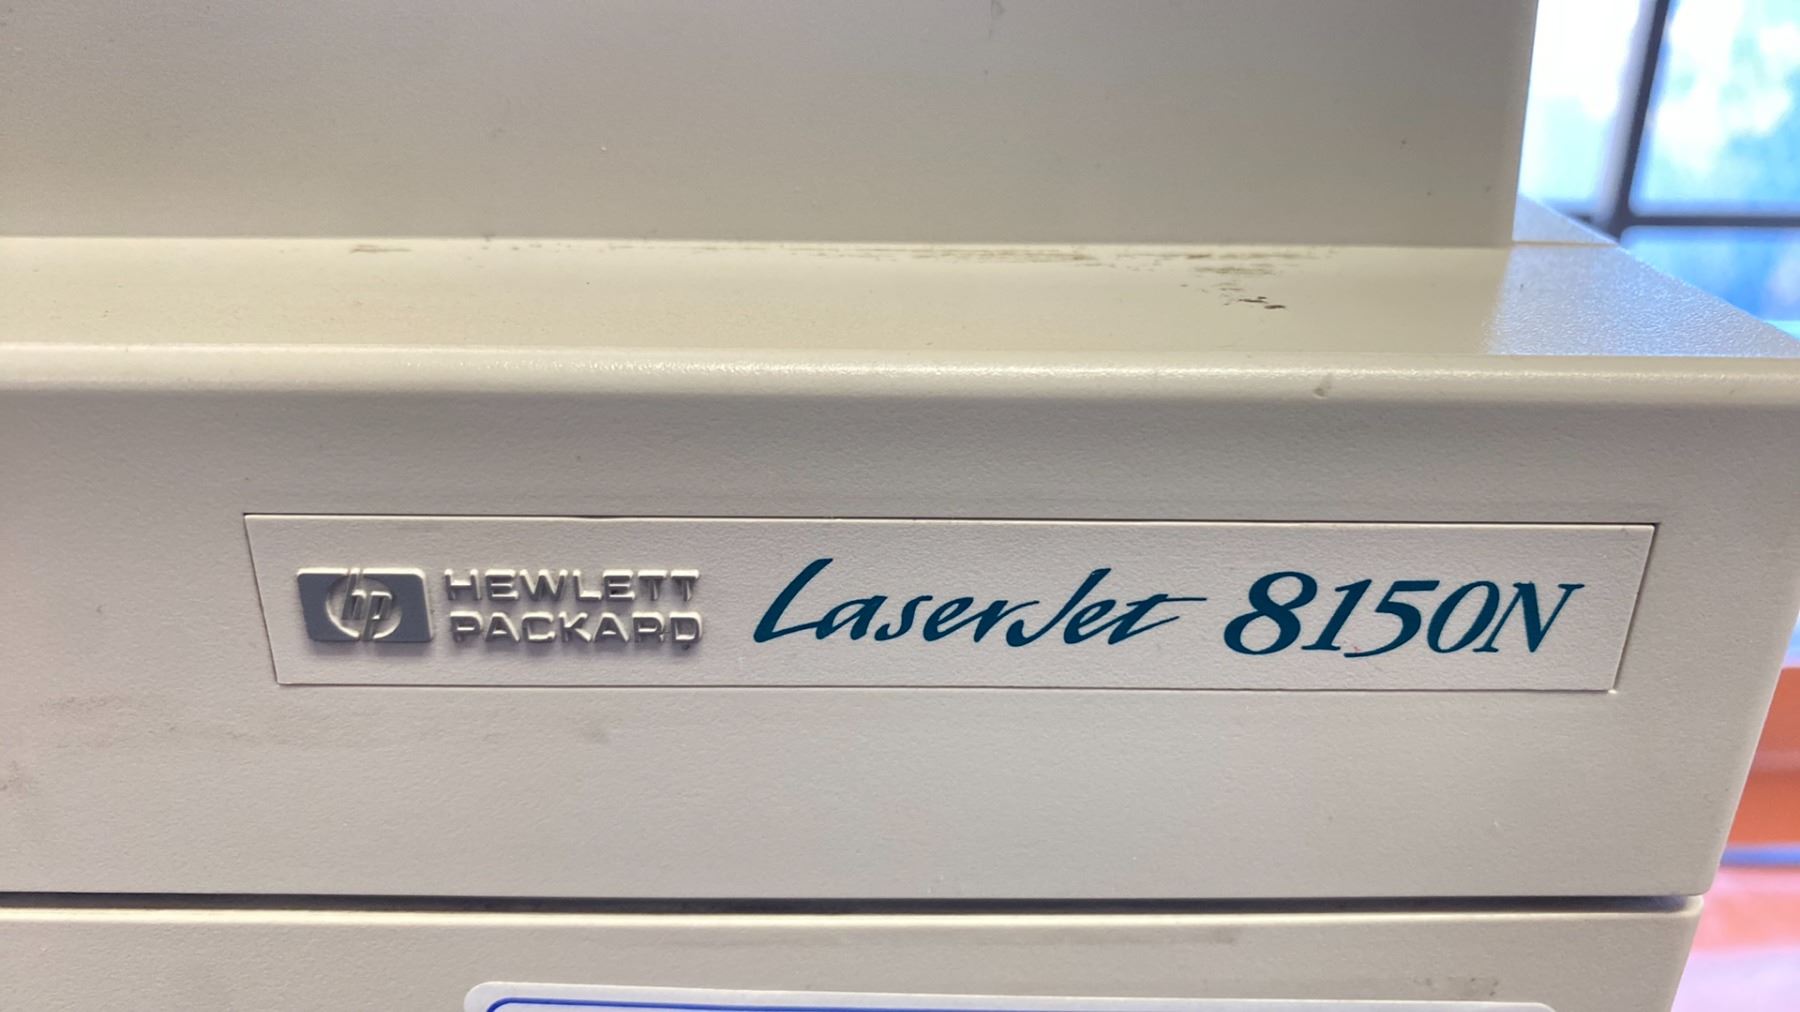 hp HEWLETT
PACKARD
LaserJet 8150N